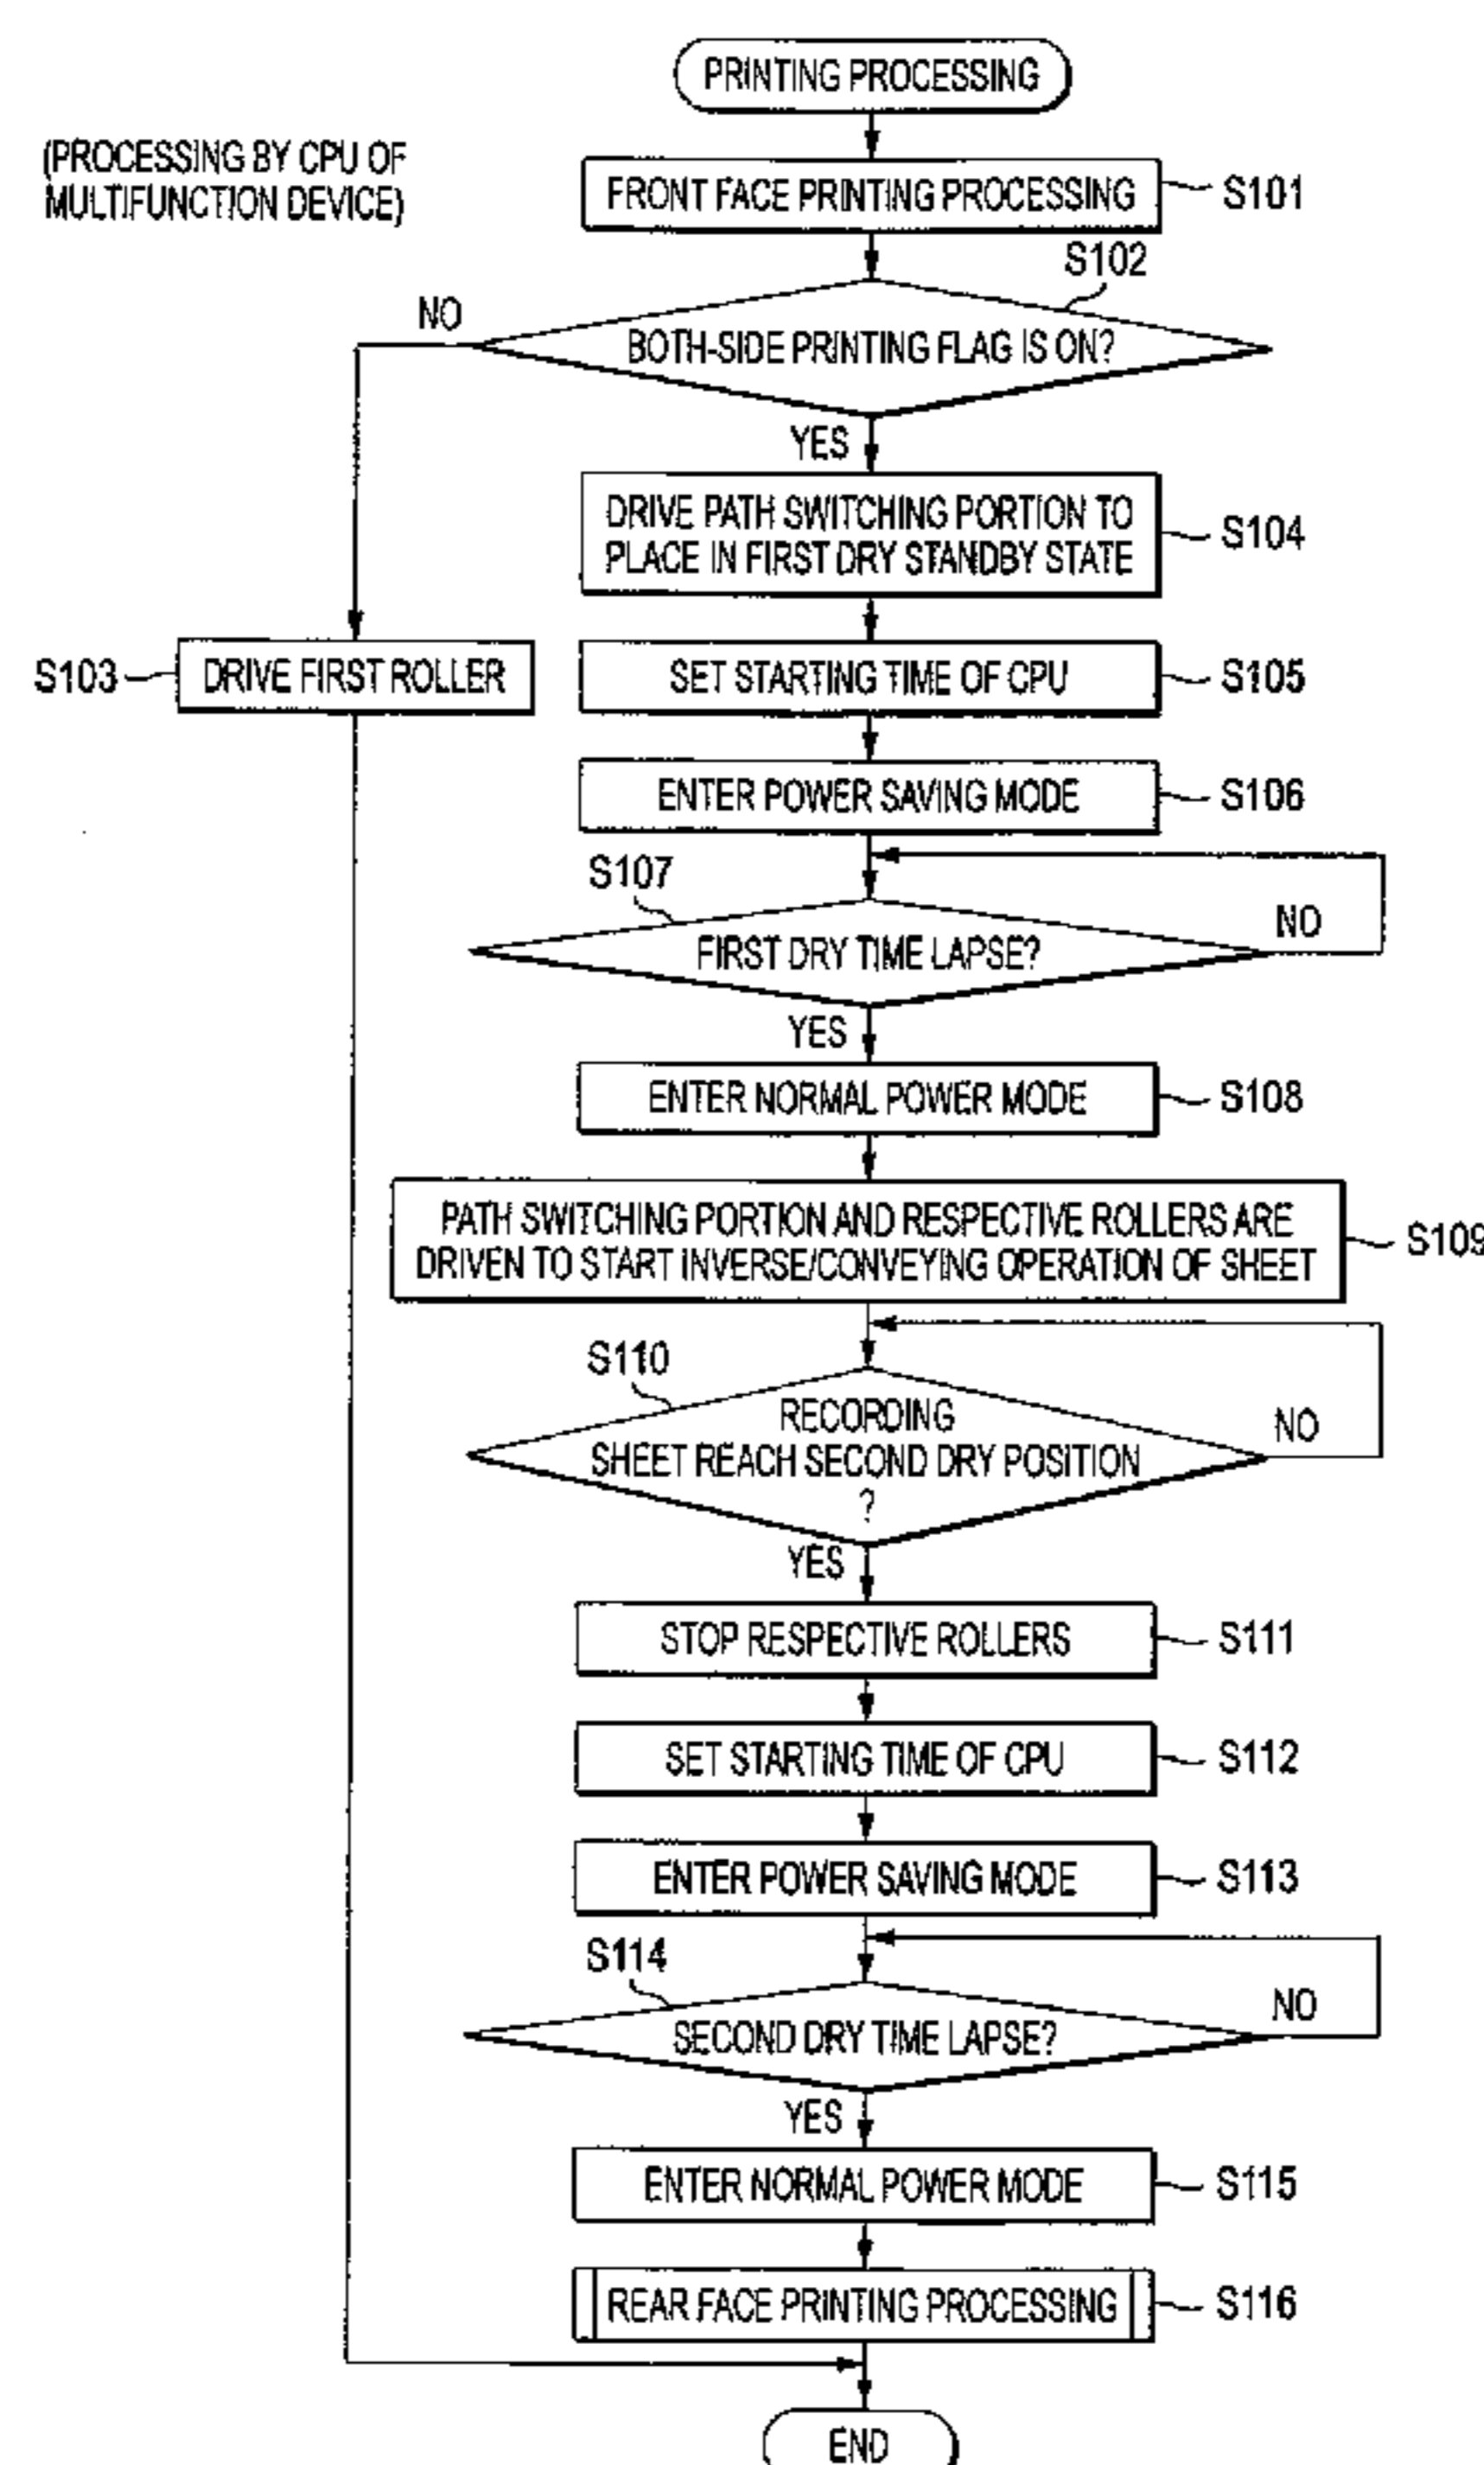 PRINTING PROCESSING
(PROCESSING BY CPU OF
MULTIFUNCTION DEVICE)
FRONT FACE PRINTING PROCESSING
S101
S102
NO
BOTH-SIDE PRINTING FLAG IS ON?
YES
DRIVE PATH SWITCHING PORTION TO
PLACE IN FIRST DRY STANDBY STATE
S104
S103
DRIVE FIRST ROLLER
SET STARTING TIME OF CPU
S105
ENTER POWER SAVING MODE
S106
S107
NO
FIRST DRY TIME LAPSE?
YES
ENTER NORMAL POWER MODE
S108
PATH SWITCHING PORTION AND RESPECTIVE ROLLERS ARE
DRIVEN TO START INVERSE/CONVEYING OPERATION OF SHEET
S109
S110
RECORDING
NO
SHEET REACH SECOND DRY POSITION
?
YES
STOP RESPECTIVE ROLLERS
S111
SET STARTING TIME OF CPU
S112
ENTER POWER SAVING MODE
S113
S114
NO
SECOND DRY TIME LAPSE?
YES
ENTER NORMAL POWER MODE
S115
REAR FACE PRINTING PROCESSING
S116
END